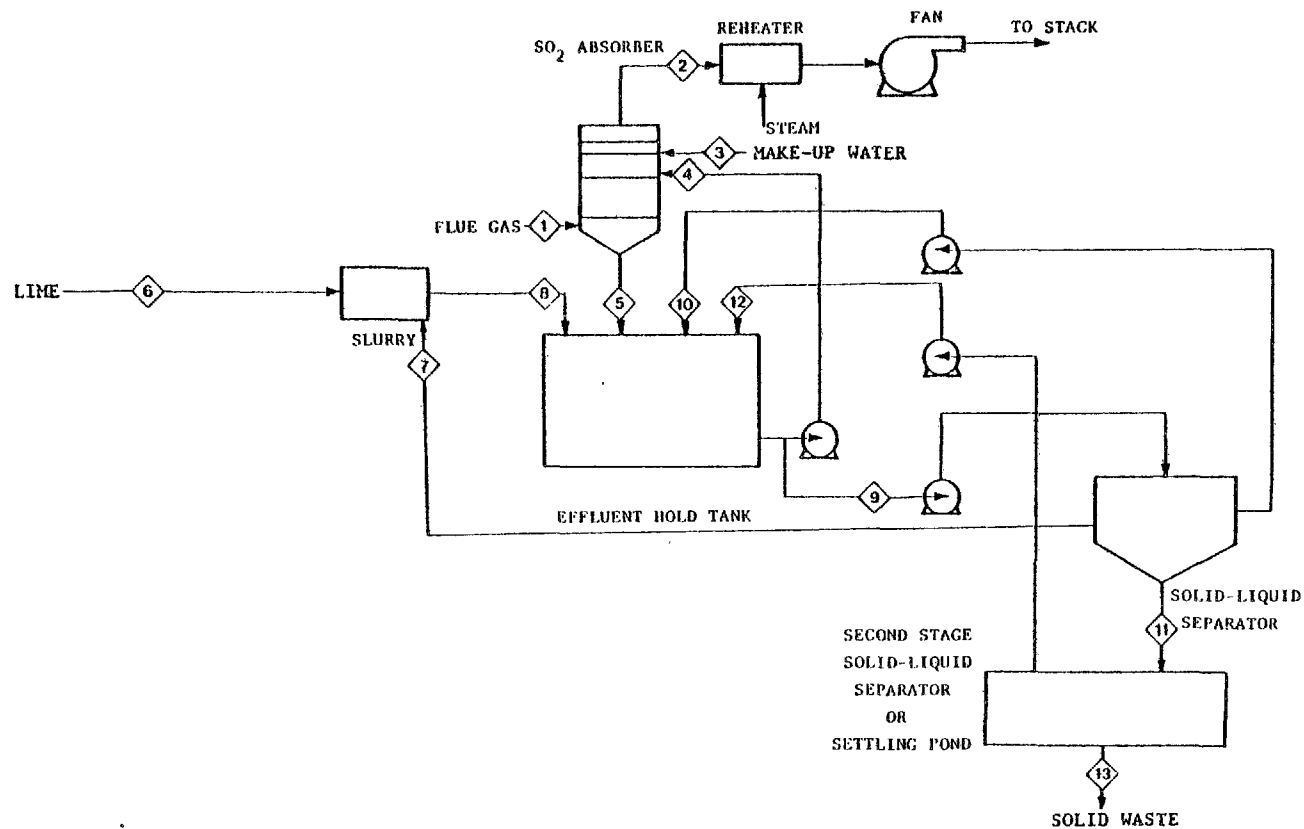 FAN
REHEATER
TO STACK
SO2 ABSORBER
2
STEAM
3
MAKE-UP WATER
4
FLUE GAS
1
LIME
6
8
5
10
12
SLURRY
7
9
EFFLUENT HOLD TANK
SOLID-LIQUID
SEPARATOR
11
SECOND STAGE
SOLID-LIQUID
SEPARATOR
OR
SETTLING POND
13
SOLID WASTE